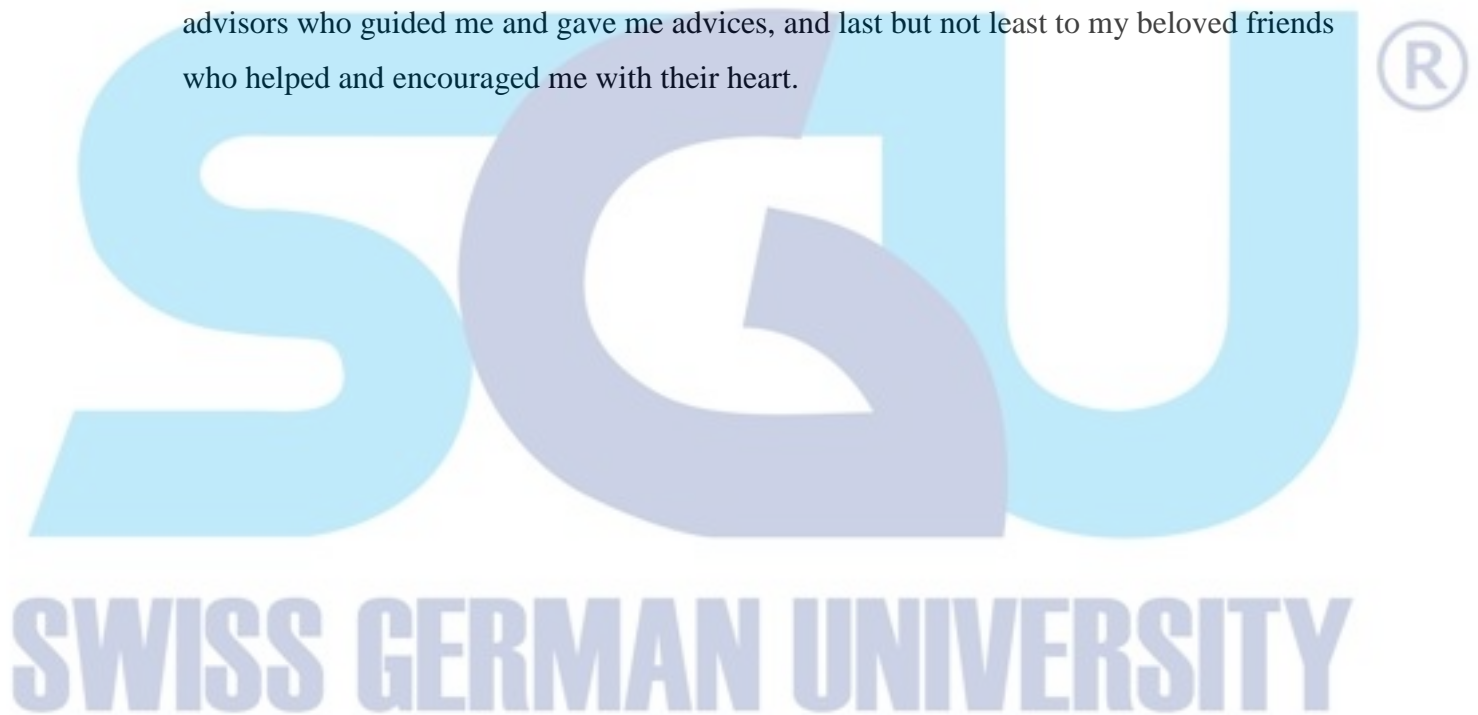 advisors who guided me and gave me advices, and last but not least to my beloved friends
who helped and encouraged me with their heart.
SGU
®
SWISS GERMAN UNIVERSITY